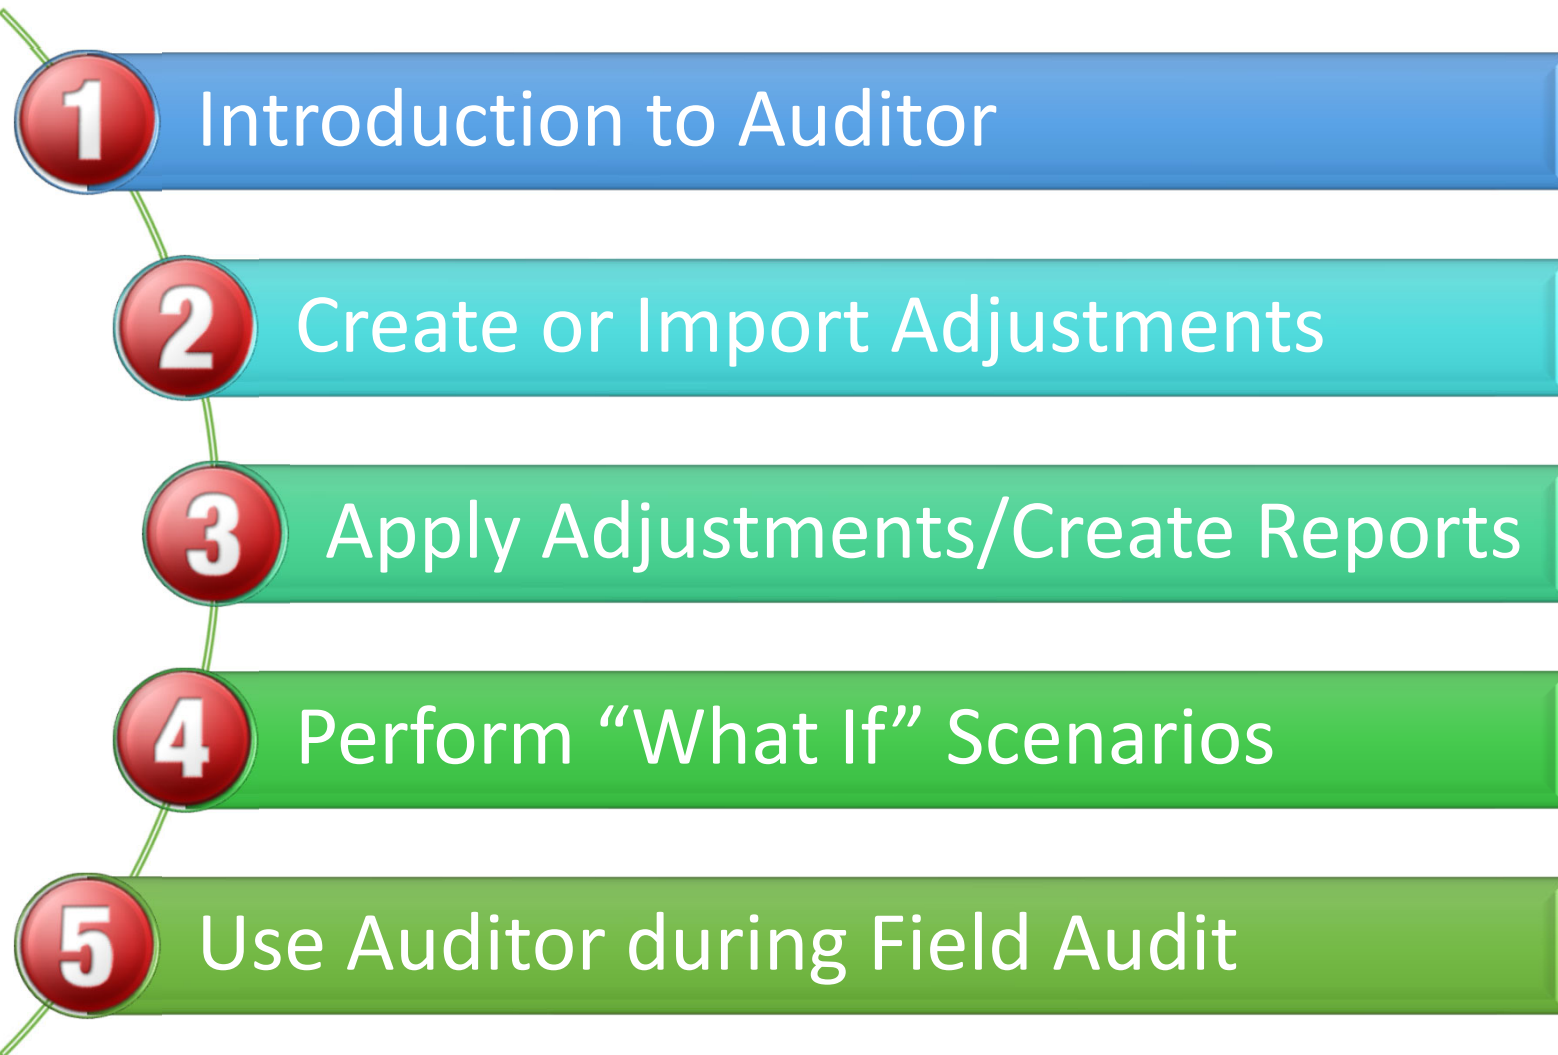 1 Introduction to Auditor
2 Create or Import Adjustments
3 Apply Adjustments/Create Reports
4 Perform “What If” Scenarios
5 Use Auditor during Field Audit